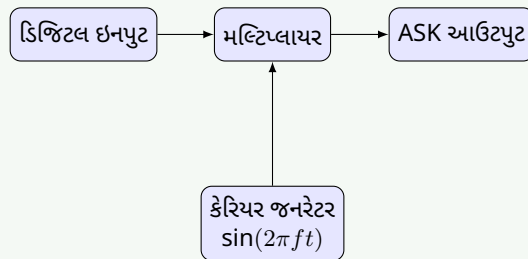 ડિજિટલ ઇનપુટ
મલ્ટિપ્લાયર
ASK આઉટપુટ
કેરિયર જનરેટર
sin(2πft)